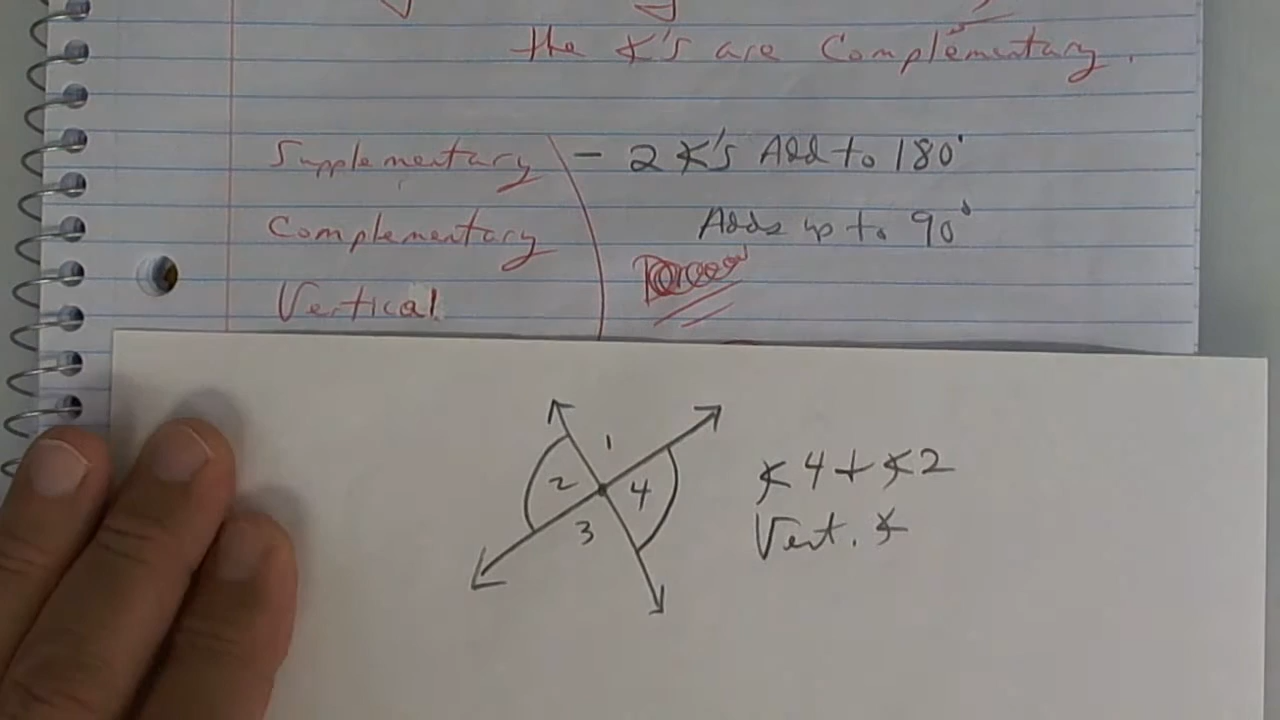 the ∡'s are Complementary.
Supplementary - 2 ∡'s Add to 180°
Complementary Adds up to 90°
Vertical
1
2 4
3
∡4 + ∡2
Vert. ∡